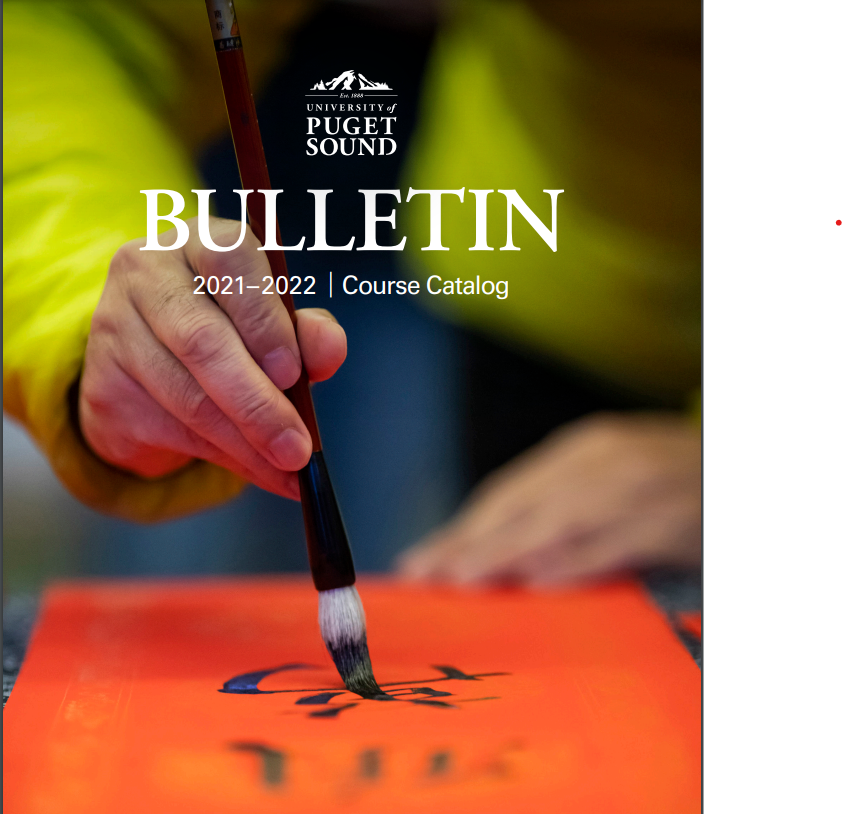 Est. 1888
UNIVERSITY of
PUGET
SOUND
BULLETIN
2021–2022 | Course Catalog